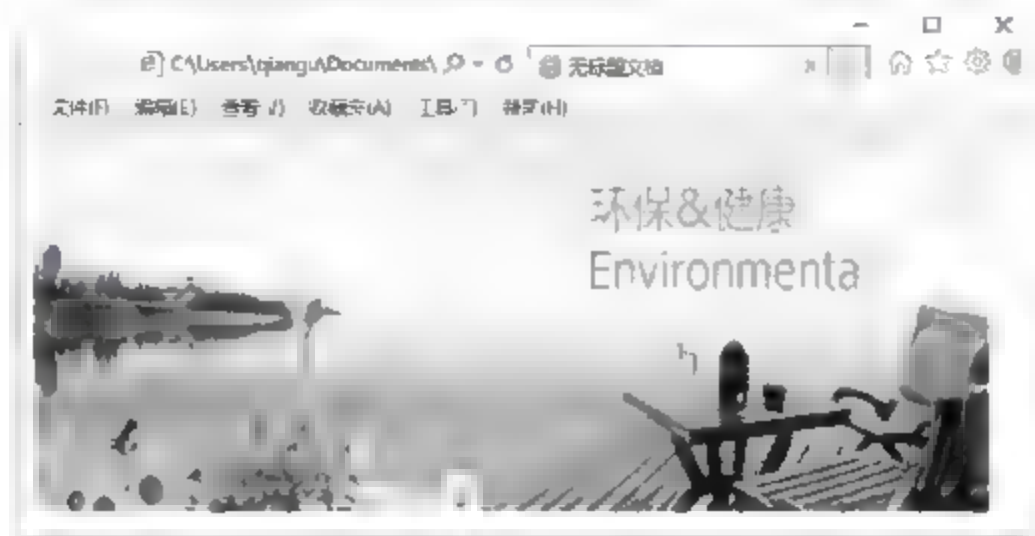 C:\Users\qiangu\Documents\ 无标题文档
文件(F) 编辑(E) 查看(V) 收藏夹(A) 工具(T) 帮助(H)
环保&健康
Environmenta